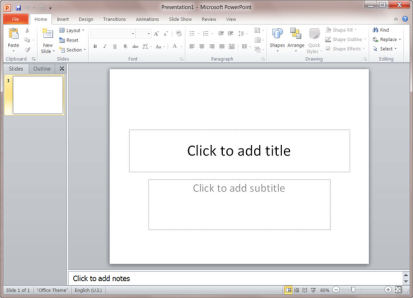 Presentation1 - Microsoft PowerPoint
File Home Insert Design Transitions Animations Slide Show Review View
Paste
New
Slide
Layout
Reset
Section
Shapes Arrange Quick
Styles
Shape Fill
Shape Outline
Shape Effects
Find
Replace
Select
Clipboard Slides Font Paragraph Drawing Editing
Slides Outline
1
Click to add title
Click to add subtitle
Click to add notes
Slide 1 of 1 "Office Theme" English (U.S.) 60%